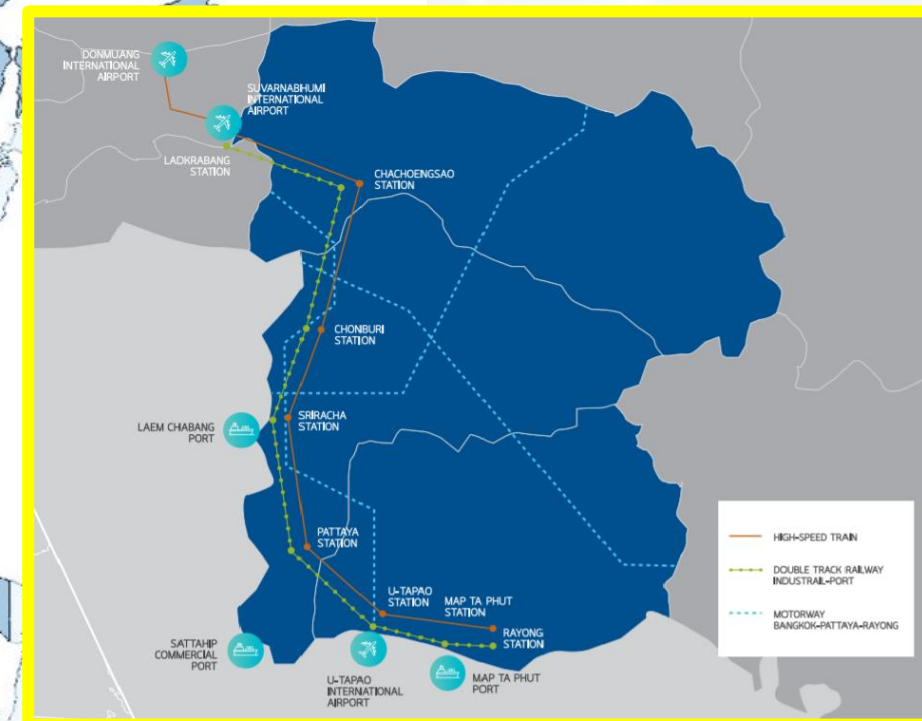 DONMUANG
INTERNATIONAL
AIRPORT
SUVARNABHUMI
INTERNATIONAL
AIRPORT
LADKRABANG
STATION
CHACHOENGSAO
STATION
CHONBURI
STATION
LAEM CHABANG
PORT
SRIRACHA
STATION
PATTAYA
STATION
U-TAPAO
STATION
MAP TA PHUT
STATION
RAYONG
STATION
SATTAHIP
COMMERCIAL
PORT
U-TAPAO
INTERNATIONAL
AIRPORT
MAP TA PHUT
PORT
HIGH-SPEED TRAIN
DOUBLE TRACK RAILWAY
INDUSTRAIL-PORT
MOTORWAY
BANGKOK-PATTAYA-RAYONG